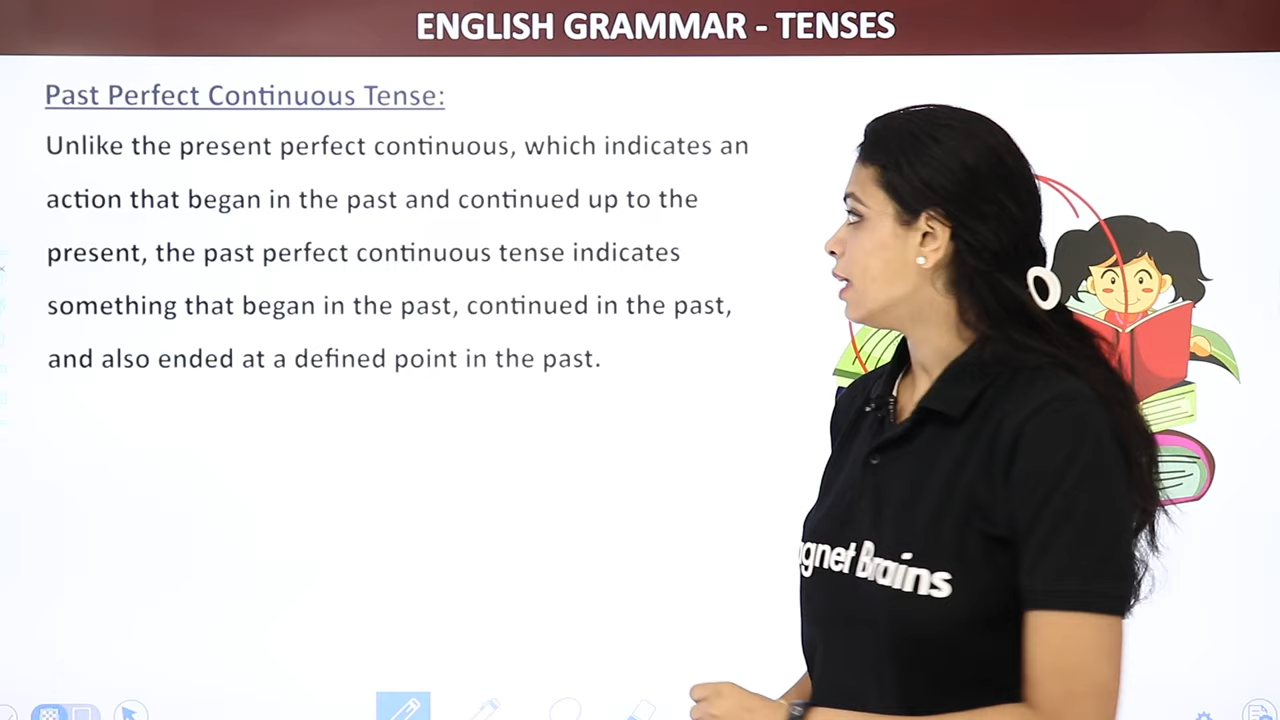 ENGLISH GRAMMAR - TENSES
Past Perfect Continuous Tense:
Unlike the present perfect continuous, which indicates an
action that began in the past and continued up to the
present, the past perfect continuous tense indicates
something that began in the past, continued in the past,
and also ended at a defined point in the past.
gnet Brains